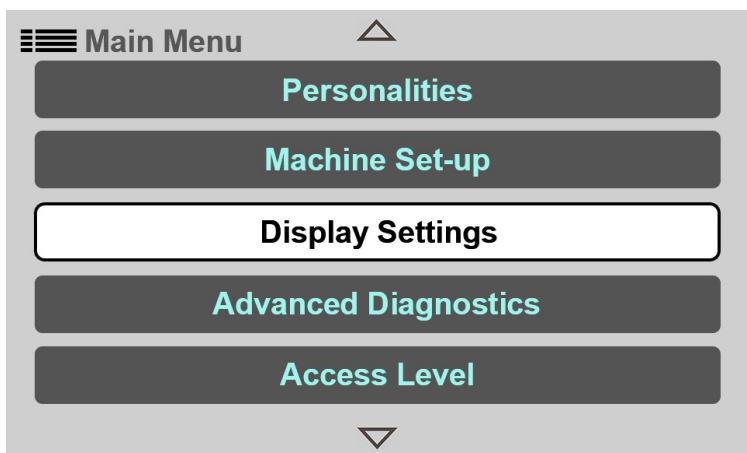 Main Menu
Personalities
Machine Set-up
Display Settings
Advanced Diagnostics
Access Level